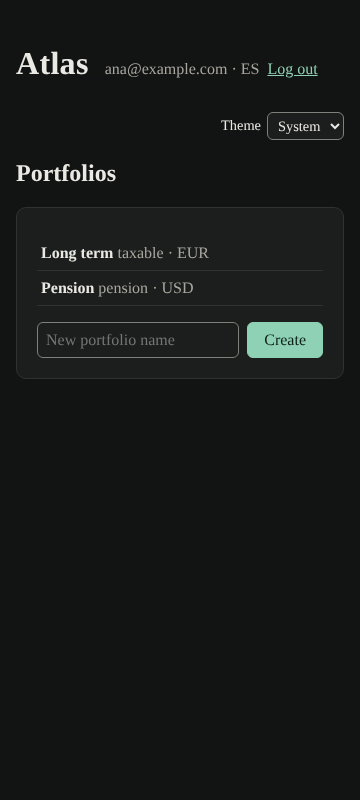 Atlas ana@example.com · ES Log out
Theme System
Portfolios
Long term taxable · EUR
Pension pension · USD
New portfolio name Create